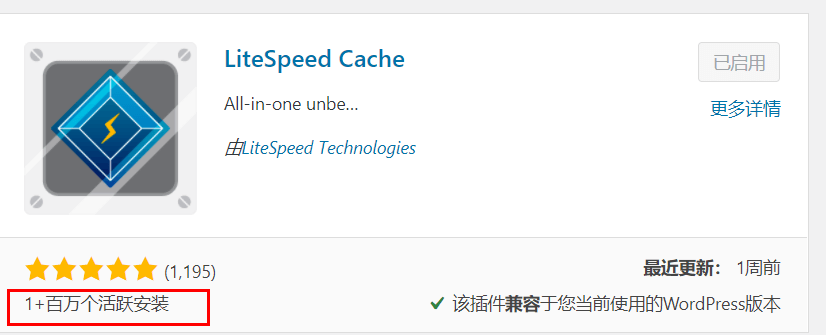 LiteSpeed Cache
已启用
All-in-one unbe...
更多详情
由LiteSpeed Technologies
(1,195)
最近更新： 1周前
1+百万个活跃安装
该插件兼容于您当前使用的WordPress版本